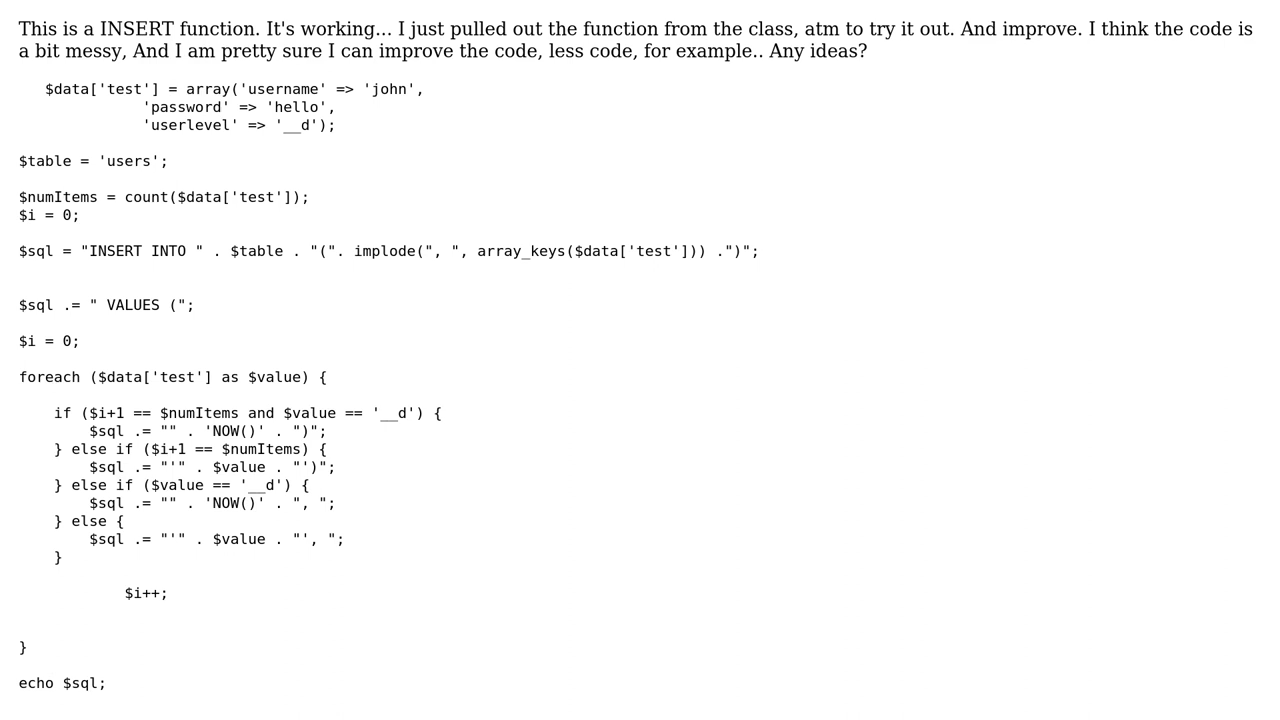 This is a INSERT function. It's working... I just pulled out the function from the class, atm to try it out. And improve. I think the code is
a bit messy, And I am pretty sure I can improve the code, less code, for example.. Any ideas?
$data['test'] = array('username' => 'john',
'password' => 'hello',
'userlevel' => '__d');
$table = 'users';
$numItems = count($data['test']);
$i = 0;
$sql = "INSERT INTO " . $table . "(". implode(", ", array_keys($data['test'])) .")";
$sql .= " VALUES (";
$i = 0;
foreach ($data['test'] as $value) {
if ($i+1 == $numItems and $value == '__d') {
$sql .= "" . 'NOW()' . ")";
} else if ($i+1 == $numItems) {
$sql .= "'" . $value . "')";
} else if ($value == '__d') {
$sql .= "" . 'NOW()' . ", ";
} else {
$sql .= "'" . $value . "', ";
}
$i++;
}
echo $sql;